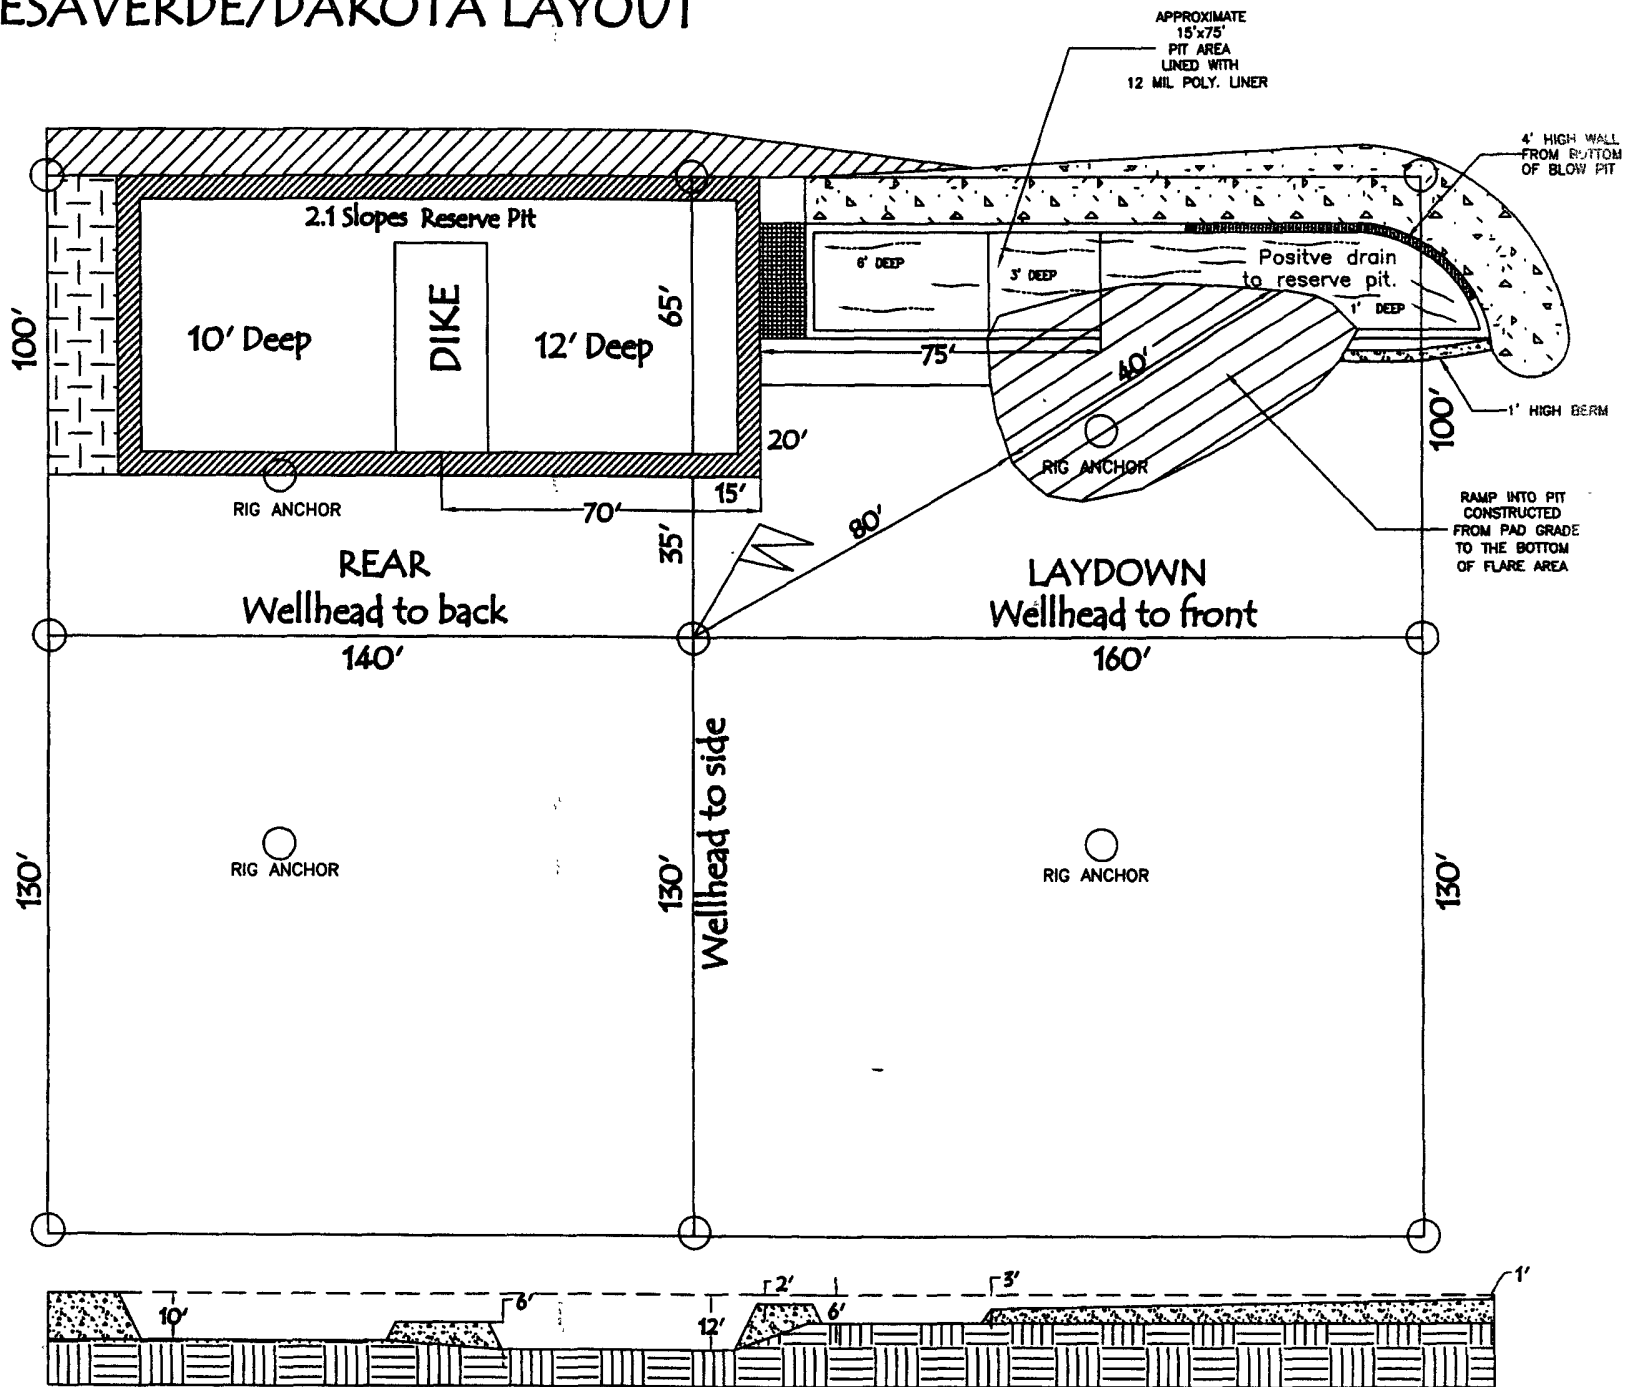 ESAVERDE/DAKOTA LAYOUT
APPROXIMATE
15'x75'
PIT AREA
LINED WITH
12 MIL POLY. LINER
4' HIGH WALL
FROM BOTTOM
OF BLOW PIT
2.1 Slopes Reserve Pit
6' DEEP
3' DEEP
Positve drain
to reserve pit.
1' DEEP
100'
10' Deep
DIKE
12' Deep
65'
75'
40'
1' HIGH BERM
100'
20'
RIG ANCHOR
15'
RIG ANCHOR
70'
35'
80'
RAMP INTO PIT
CONSTRUCTED
FROM PAD GRADE
TO THE BOTTOM
OF FLARE AREA
REAR
Wellhead to back
LAYDOWN
Wellhead to front
140'
160'
Wellhead to side
130'
130'
130'
RIG ANCHOR
RIG ANCHOR
10'
6'
12'
2'
6'
3'
1'